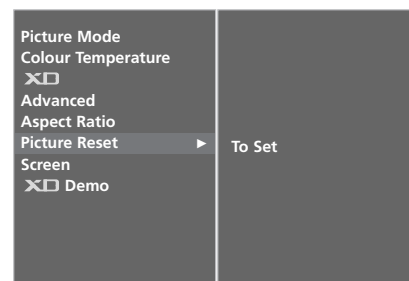 Picture Mode
Colour Temperature
XD
Advanced
Aspect Ratio
Picture Reset ►
To Set
Screen
XD Demo